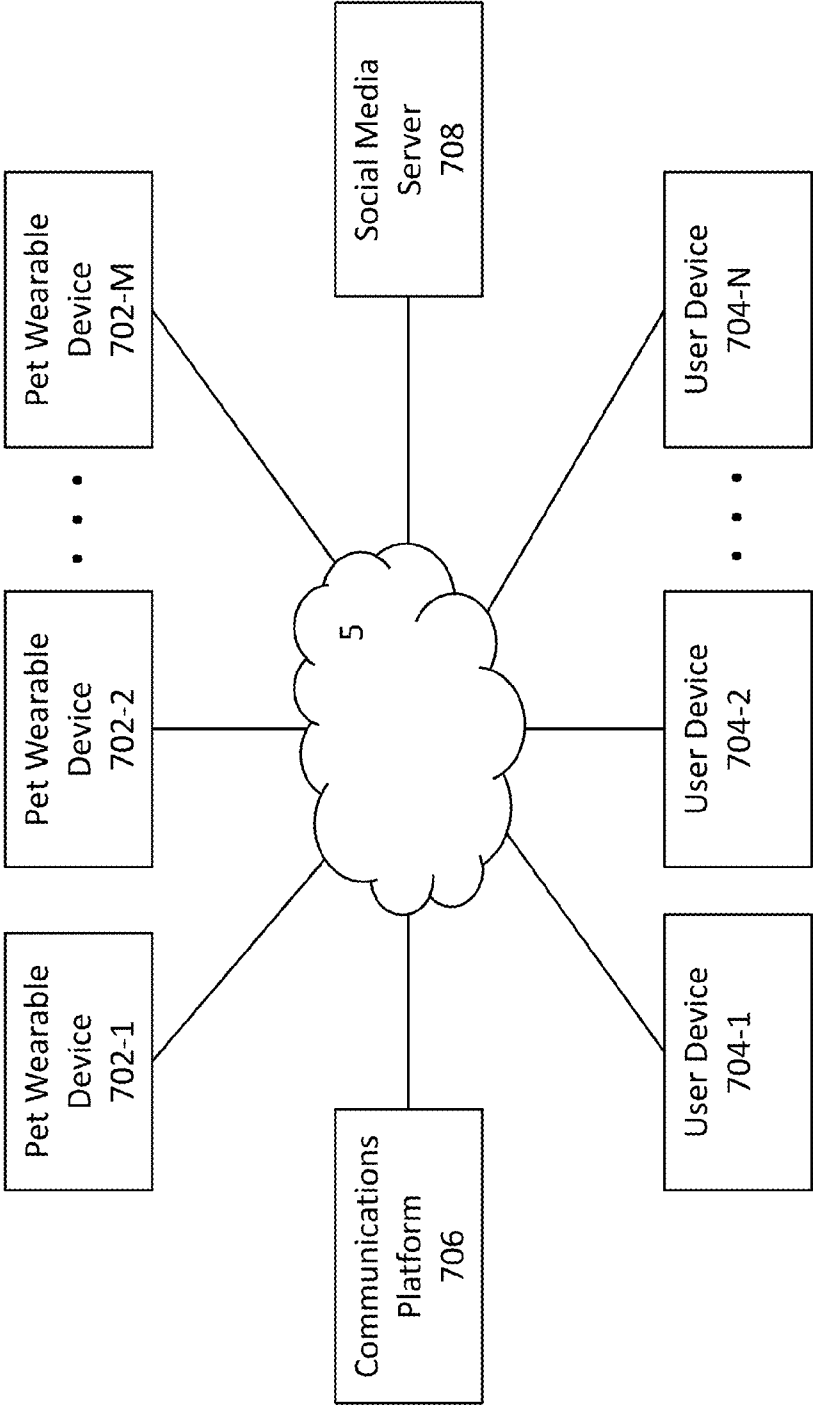 Pet Wearable
Device
702-1
Pet Wearable
Device
702-2
. . .
Pet Wearable
Device
702-M
Communications
Platform
706
5
Social Media
Server
708
User Device
704-1
User Device
704-2
. . .
User Device
704-N